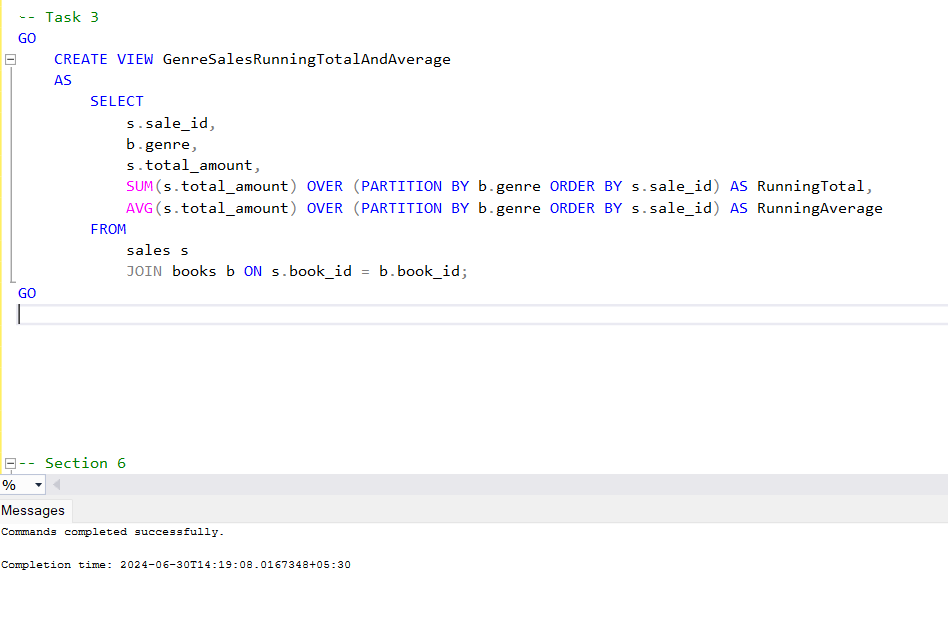 -- Task 3
GO
CREATE VIEW GenreSalesRunningTotalAndAverage
AS
SELECT
s.sale_id,
b.genre,
s.total_amount,
SUM(s.total_amount) OVER (PARTITION BY b.genre ORDER BY s.sale_id) AS RunningTotal,
AVG(s.total_amount) OVER (PARTITION BY b.genre ORDER BY s.sale_id) AS RunningAverage
FROM
sales s
JOIN books b ON s.book_id = b.book_id;
GO
-- Section 6
%
Messages
Commands completed successfully.
Completion time: 2024-06-30T14:19:08.0167348+05:30